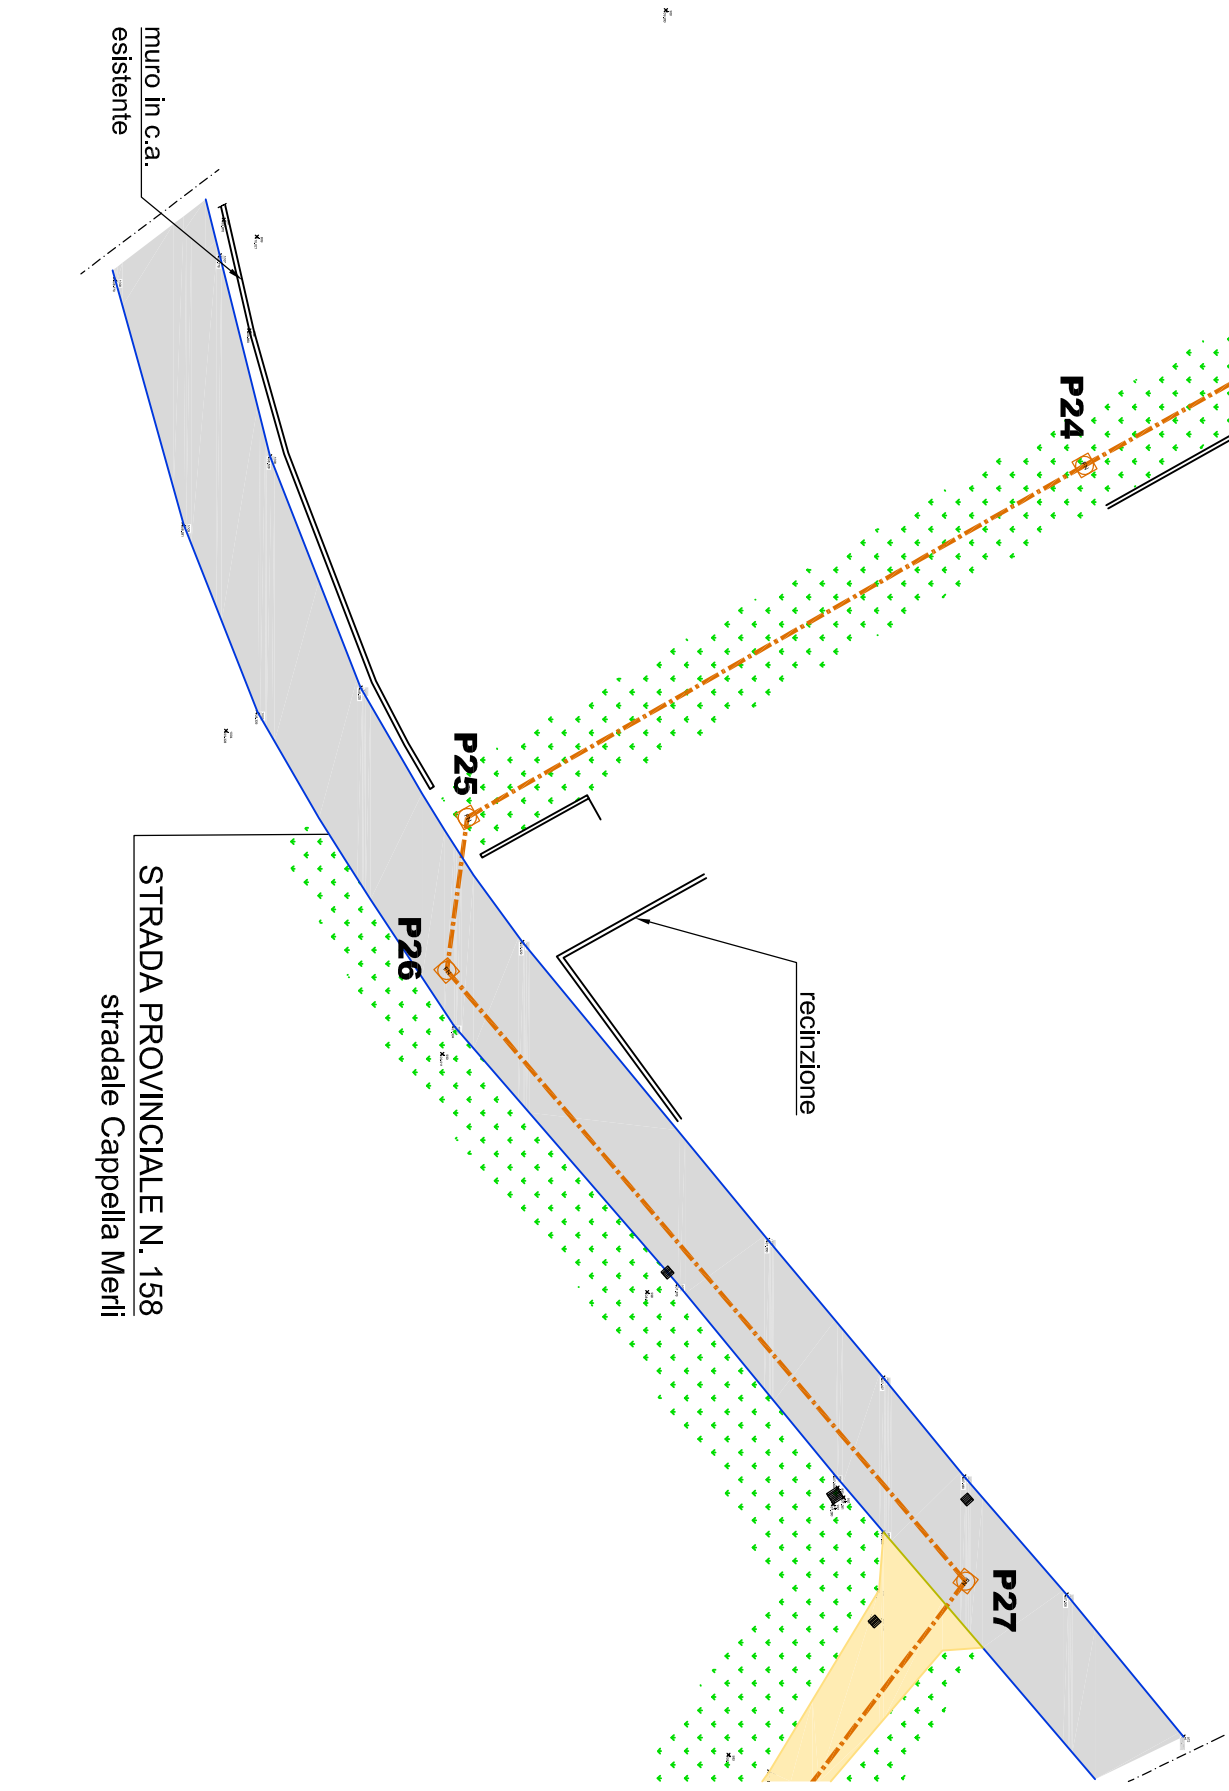 muro in c.a.
esistente
P24
P25
P26
recinzione
STRADA PROVINCIALE N. 158
stradale Cappella Merli
P27